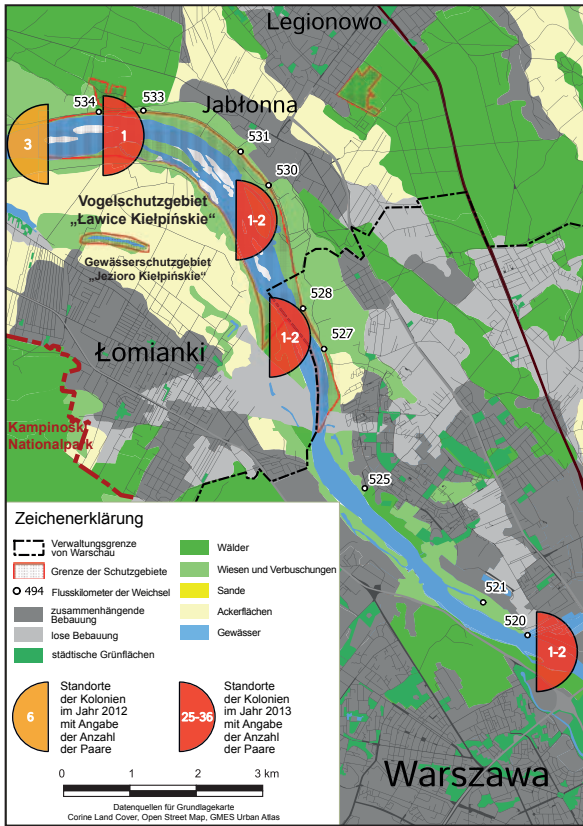 Legionowo
534
533
Jabłonna
1
3
531
530
Vogelschutzgebiet
„Ławice Kiełpińskie“
1-2
Gewässerschutzgebiet
„Jezioro Kiełpińskie“
528
1-2
527
Łomianki
Kampinoski
Nationalpark
525
521
520
1-2
Warszawa
Zeichenerklärung
Verwaltungsgrenze
von Warschau
Grenze der Schutzgebiete
494 Flusskilometer der Weichsel
zusammenhängende
Bebauung
lose Bebauung
städtische Grünflächen
Wälder
Wiesen und Verbuschungen
Sande
Ackerflächen
Gewässer
6
Standorte
der Kolonien
im Jahr 2012
mit Angabe
der Anzahl
der Paare
25-36
Standorte
der Kolonien
im Jahr 2013
mit Angabe
der Anzahl
der Paare
0 1 2 3 km
Datenquellen für Grundlagekarte
Corine Land Cover, Open Street Map, GMES Urban Atlas